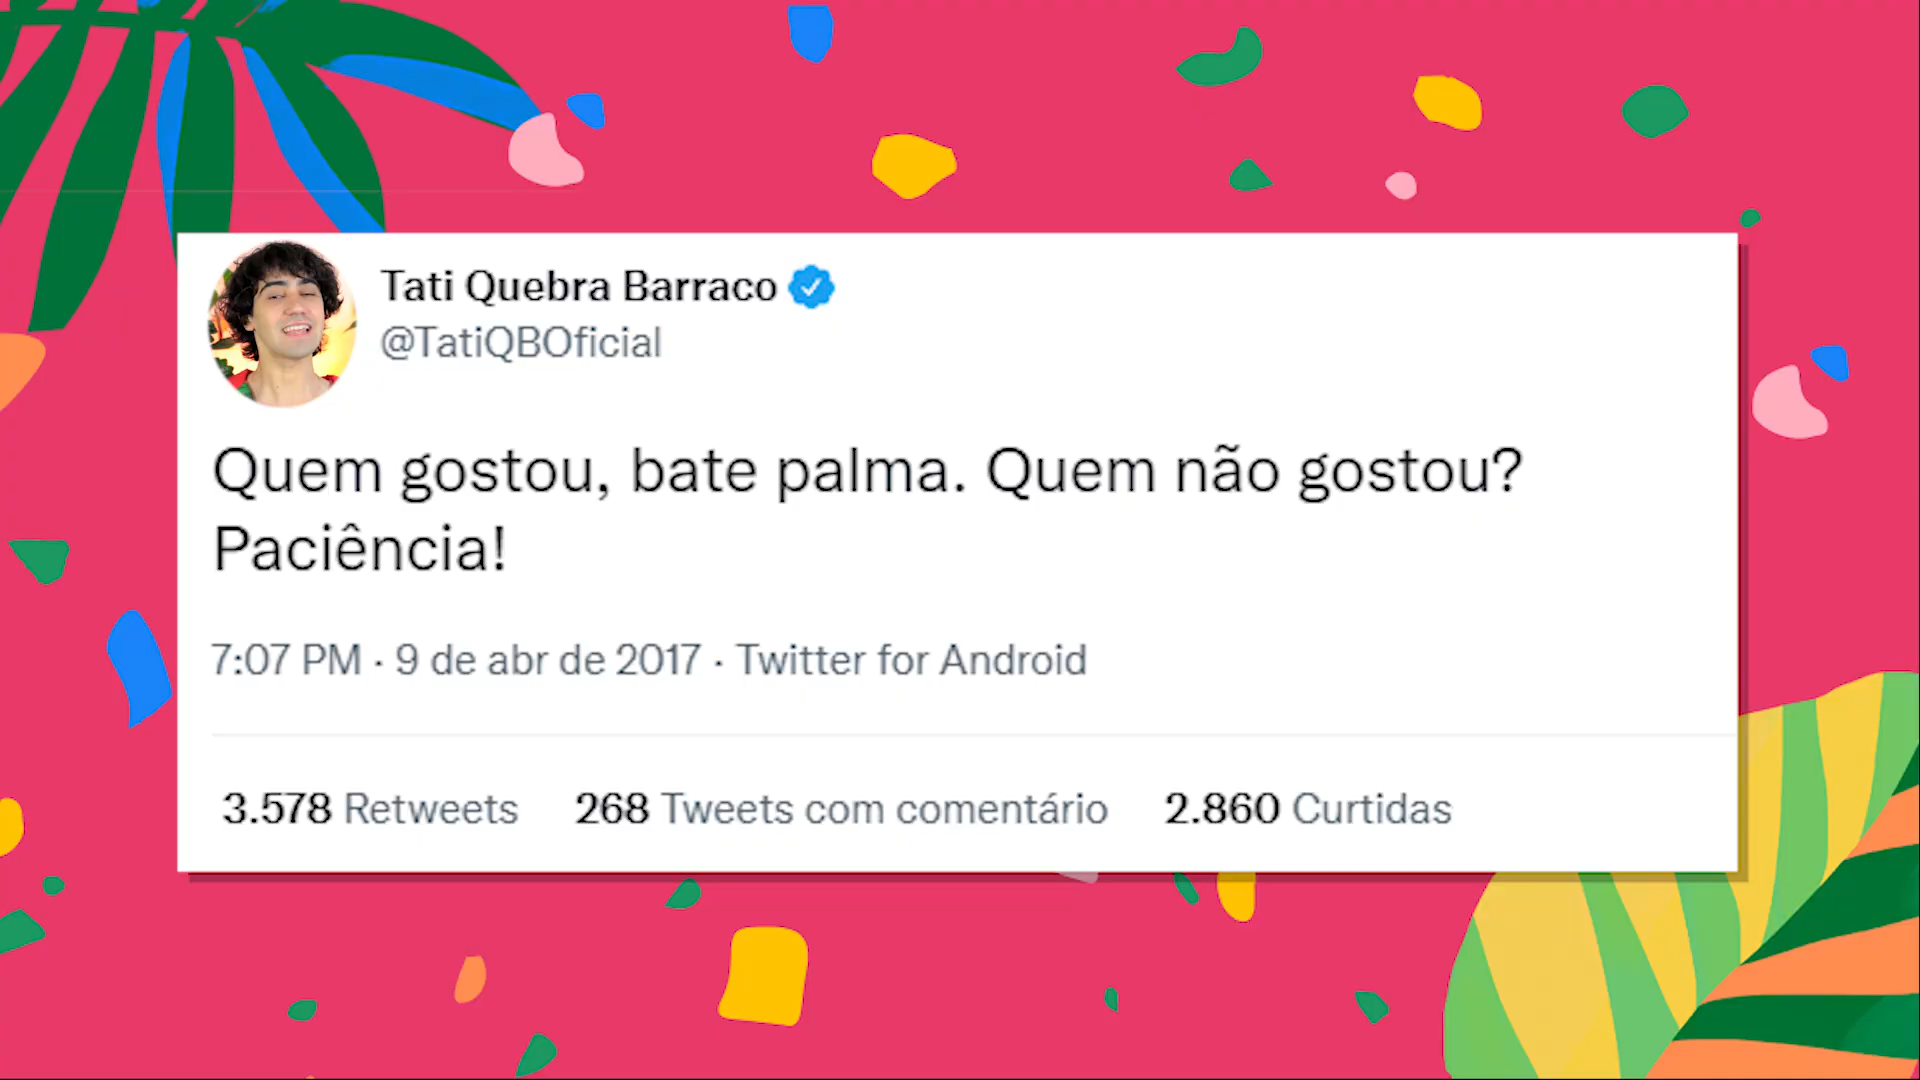 Tati Quebra Barraco
@TatiQBOficial
Quem gostou, bate palma. Quem não gostou?
Paciência!
7:07 PM · 9 de abr de 2017 · Twitter for Android
3.578 Retweets 268 Tweets com comentário 2.860 Curtidas